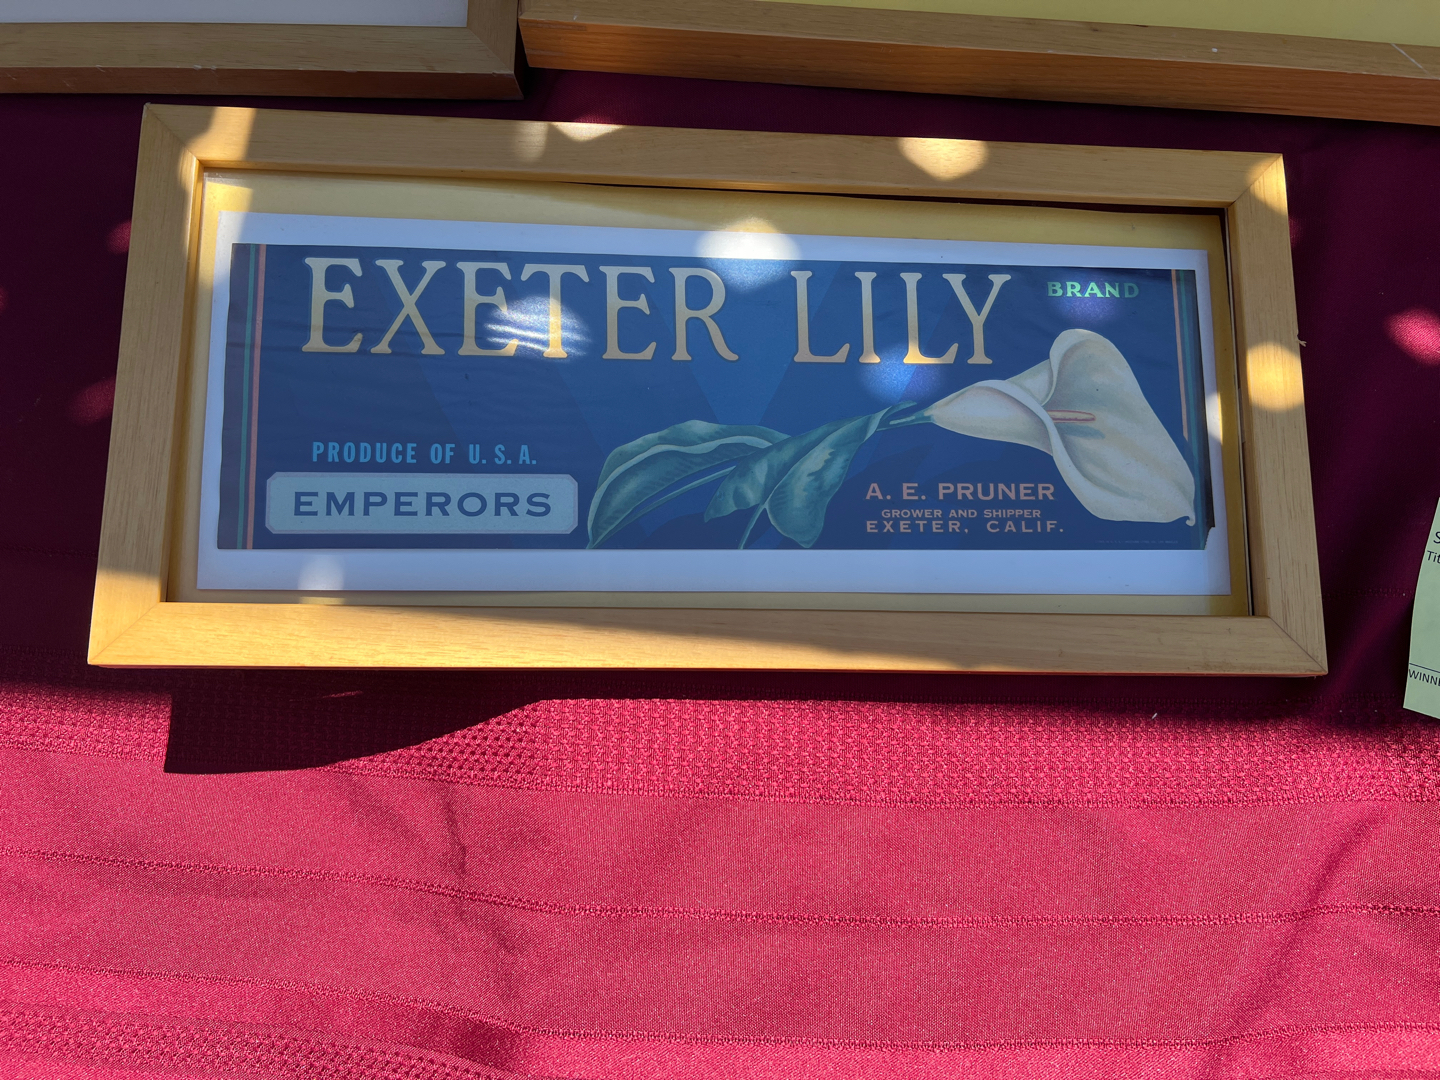 EXETER LILY BRAND
PRODUCE OF U.S.A.
EMPERORS
A. E. PRUNER
GROWER AND SHIPPER
EXETER, CALIF.